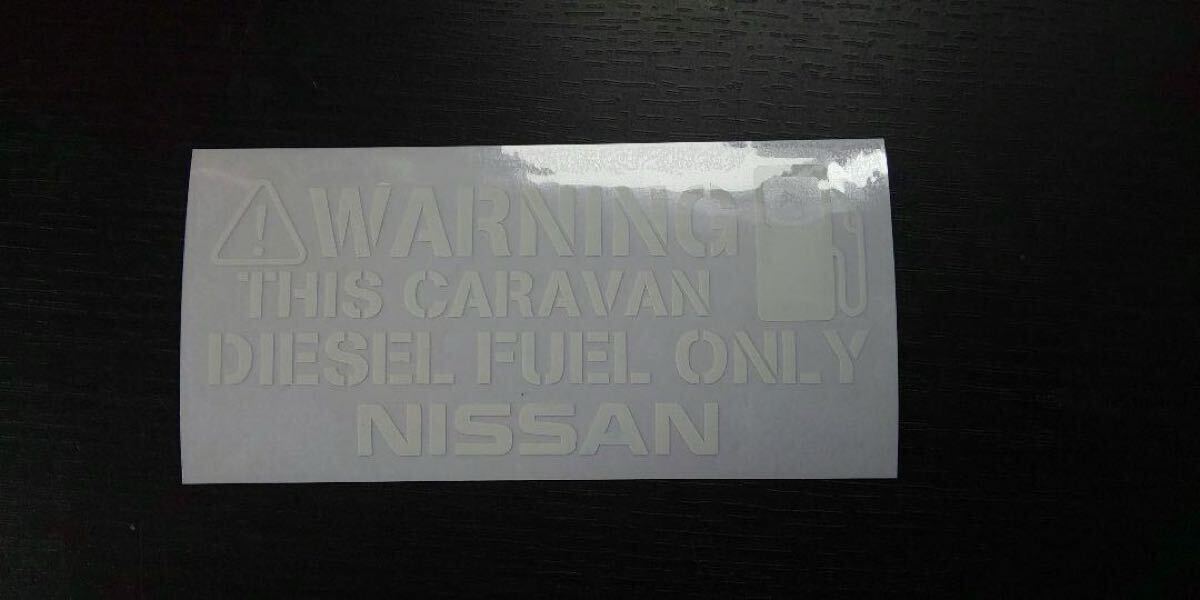 WARNING
THIS CARAVAN
DIESEL FUEL ONLY
NISSAN